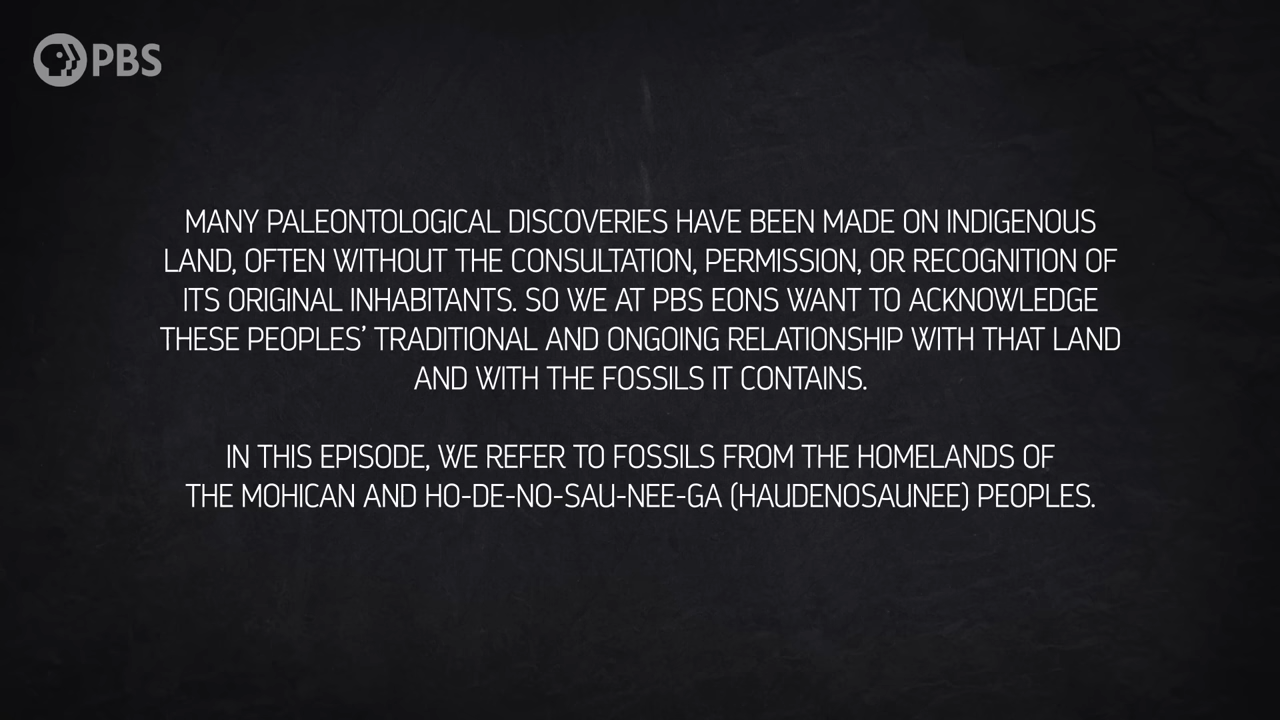 PBS
MANY PALEONTOLOGICAL DISCOVERIES HAVE BEEN MADE ON INDIGENOUS
LAND, OFTEN WITHOUT THE CONSULTATION, PERMISSION, OR RECOGNITION OF
ITS ORIGINAL INHABITANTS. SO WE AT PBS EONS WANT TO ACKNOWLEDGE
THESE PEOPLES’ TRADITIONAL AND ONGOING RELATIONSHIP WITH THAT LAND
AND WITH THE FOSSILS IT CONTAINS.
IN THIS EPISODE, WE REFER TO FOSSILS FROM THE HOMELANDS OF
THE MOHICAN AND HO-DE-NO-SAU-NEE-GA (HAUDENOSAUNEE) PEOPLES.